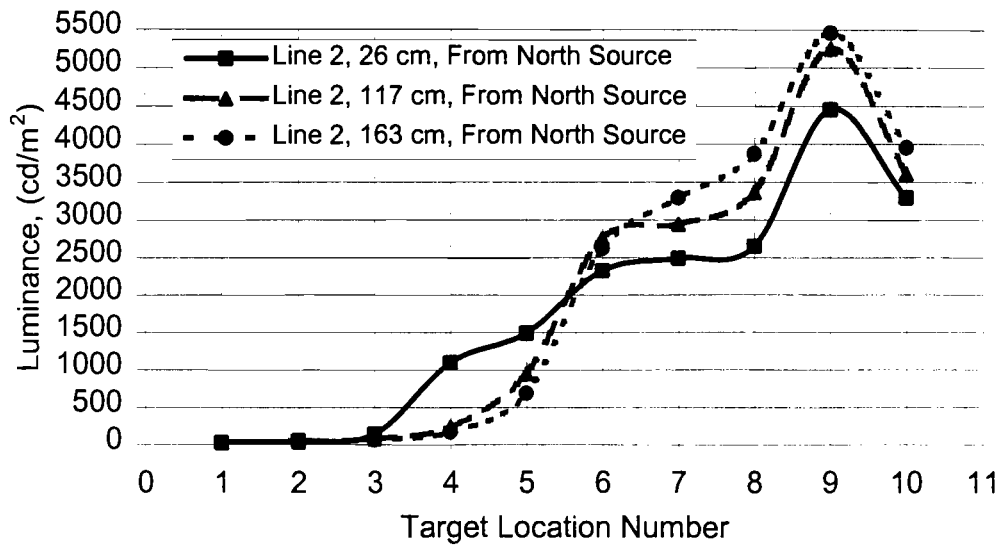 5500
5000
4500
4000
3500
3000
2500
2000
1500
1000
500
0
Luminance, (cd/m²)
Line 2, 26 cm, From North Source
Line 2, 117 cm, From North Source
Line 2, 163 cm, From North Source
0 1 2 3 4 5 6 7 8 9 10 11
Target Location Number